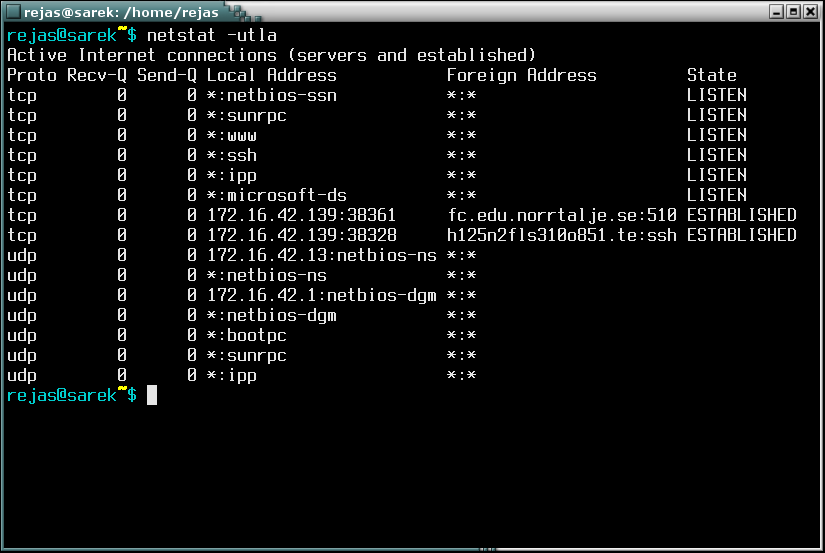 rejas@sarek: /home/rejas
rejas@sarek~$ netstat -utla
Active Internet connections (servers and established)
Proto Recv-Q Send-Q Local Address           Foreign Address         State
tcp        0      0 *:netbios-ssn           *:*                     LISTEN
tcp        0      0 *:sunrpc                *:*                     LISTEN
tcp        0      0 *:www                   *:*                     LISTEN
tcp        0      0 *:ssh                   *:*                     LISTEN
tcp        0      0 *:ipp                   *:*                     LISTEN
tcp        0      0 *:microsoft-ds          *:*                     LISTEN
tcp        0      0 172.16.42.139:38361     fc.edu.norrtalje.se:510 ESTABLISHED
tcp        0      0 172.16.42.139:38328     h125n2fls310o851.te:ssh ESTABLISHED
udp        0      0 172.16.42.13:netbios-ns *:*
udp        0      0 *:netbios-ns            *:*
udp        0      0 172.16.42.1:netbios-dgm *:*
udp        0      0 *:netbios-dgm           *:*
udp        0      0 *:bootpc                *:*
udp        0      0 *:sunrpc                *:*
udp        0      0 *:ipp                   *:*
rejas@sarek~$